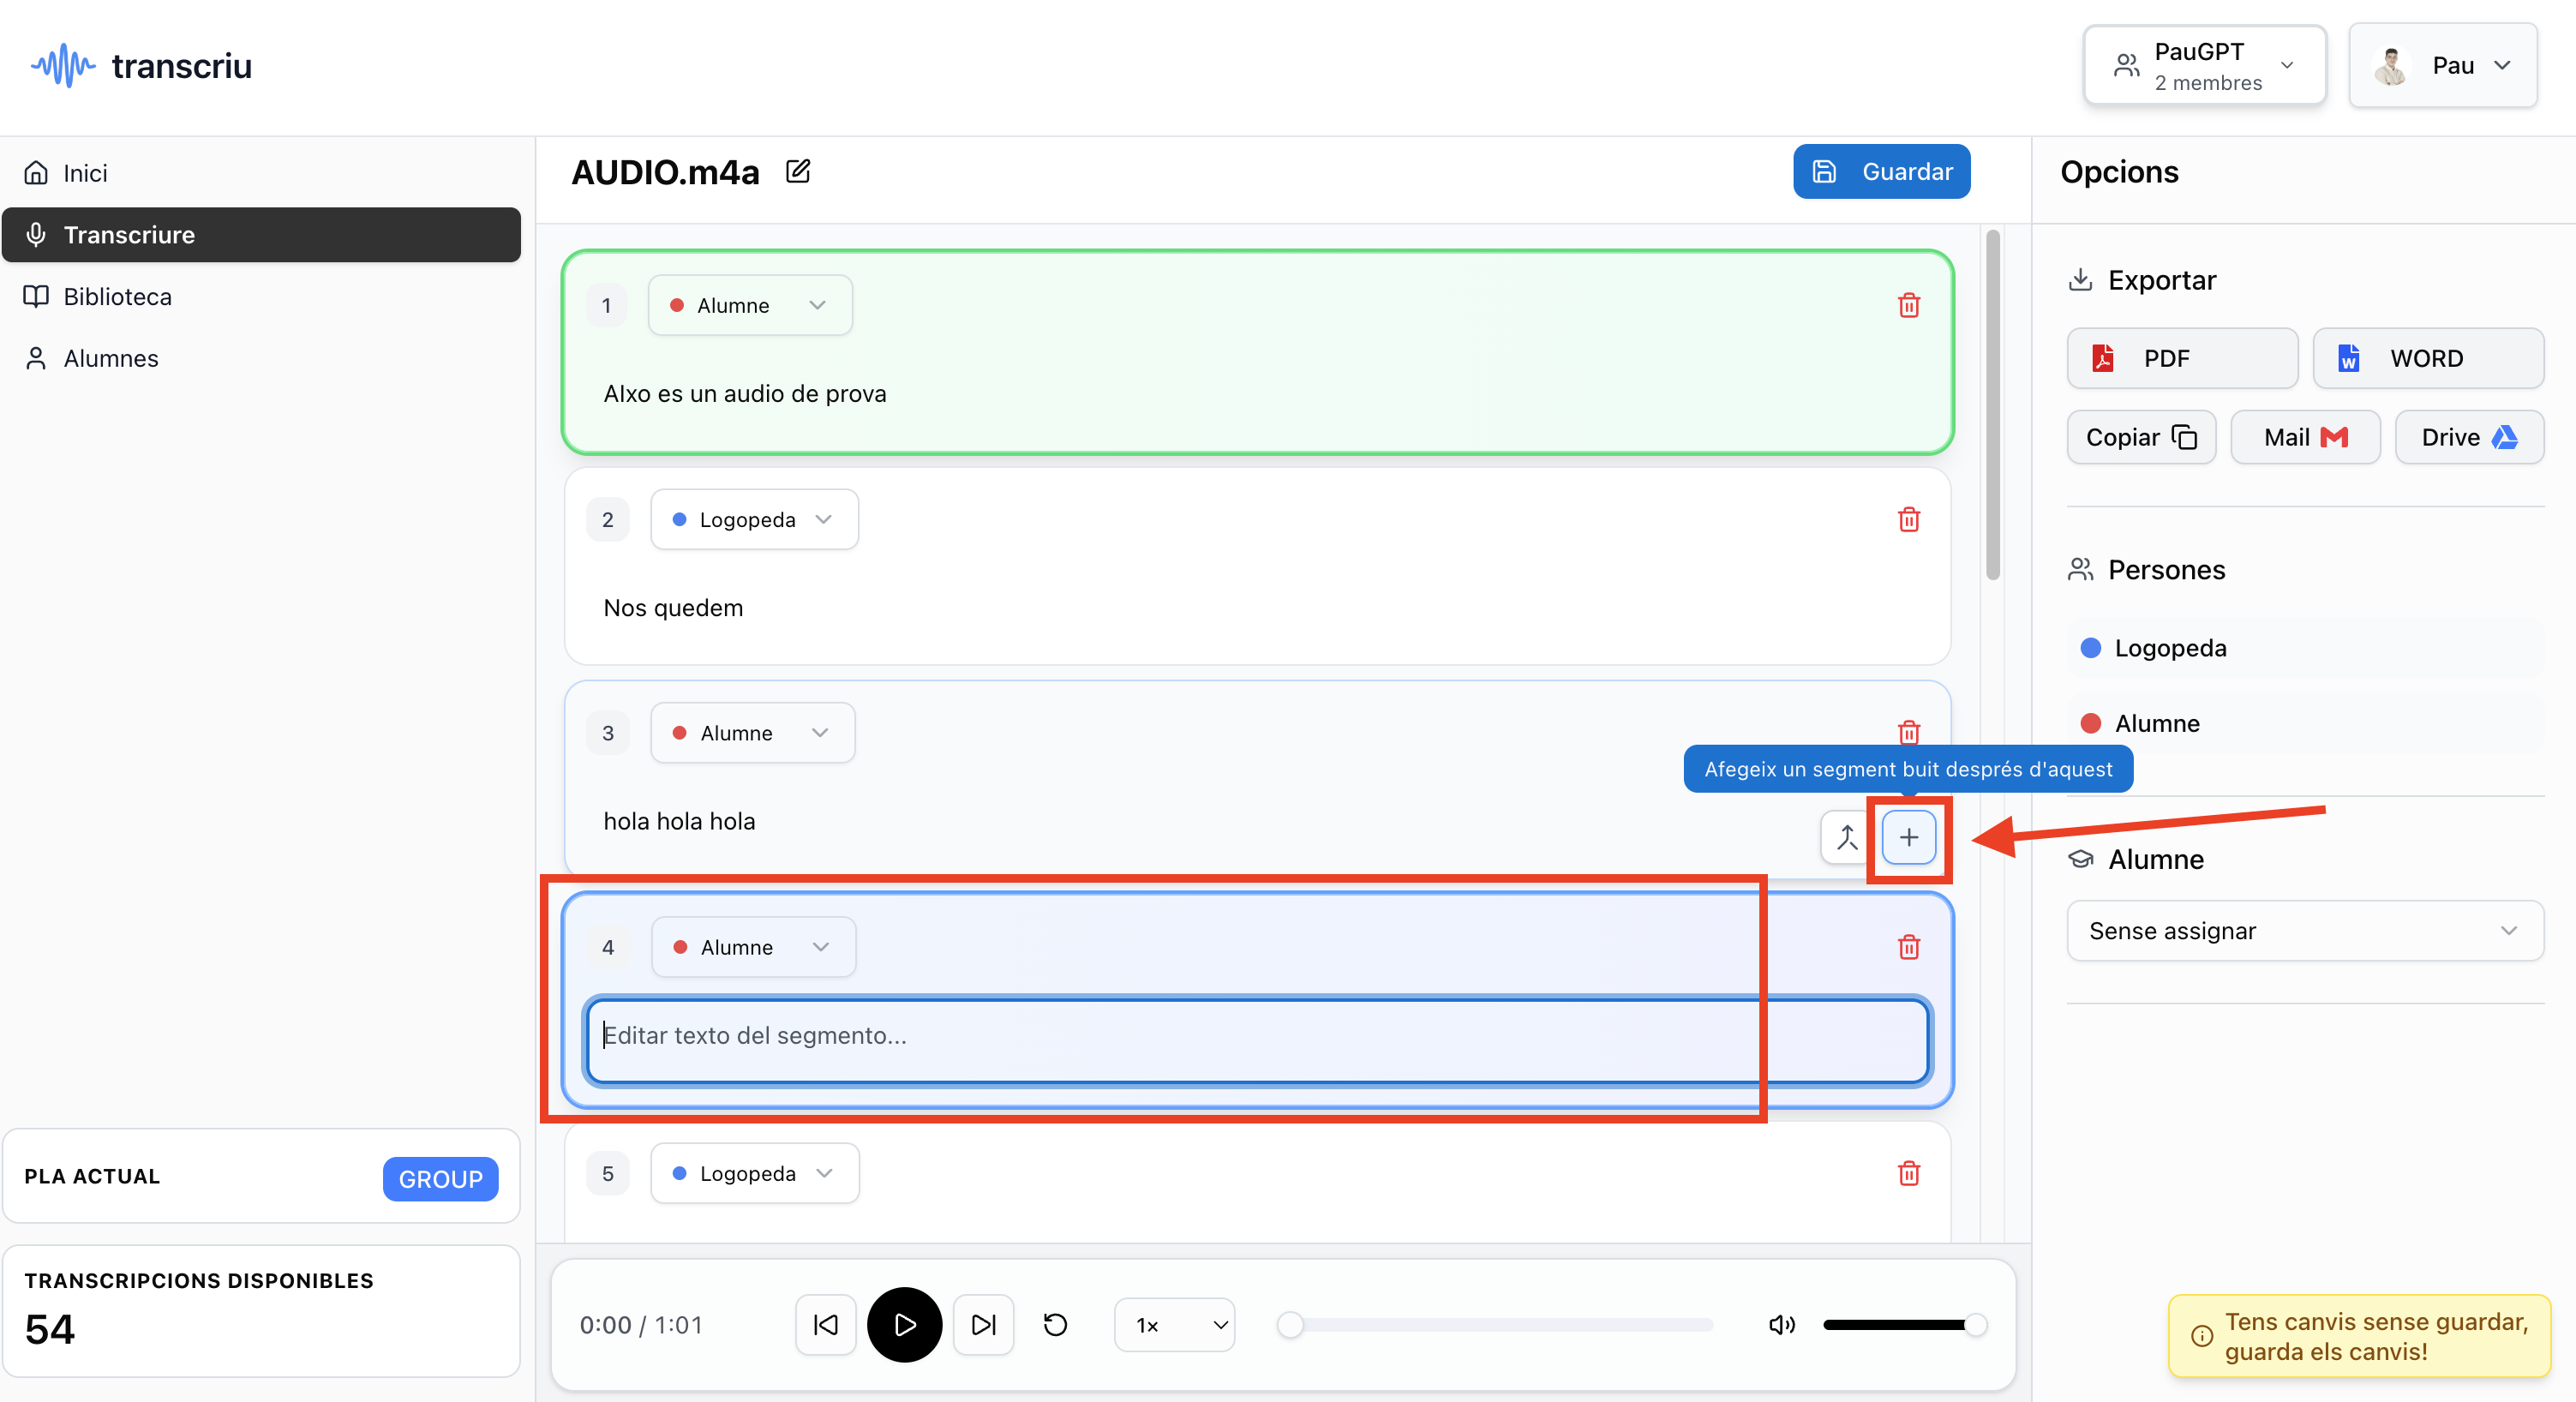 transcriu
PauGPT
2 membres
Pau
Inici
Transcriure
Biblioteca
Alumnes
PLA ACTUAL
GROUP
TRANSCRIPCIONS DISPONIBLES
54
AUDIO.m4a
Guardar
1
Alumne
AIxo es un audio de prova
2
Logopeda
Nos quedem
3
Alumne
Afegeix un segment buit després d'aquest
hola hola hola
4
Alumne
Editar texto del segmento...
5
Logopeda
0:00 / 1:01
1×
Opcions
Exportar
PDF
WORD
Copiar
Mail
Drive
Persones
Logopeda
Alumne
Alumne
Sense assignar
Tens canvis sense guardar,
guarda els canvis!